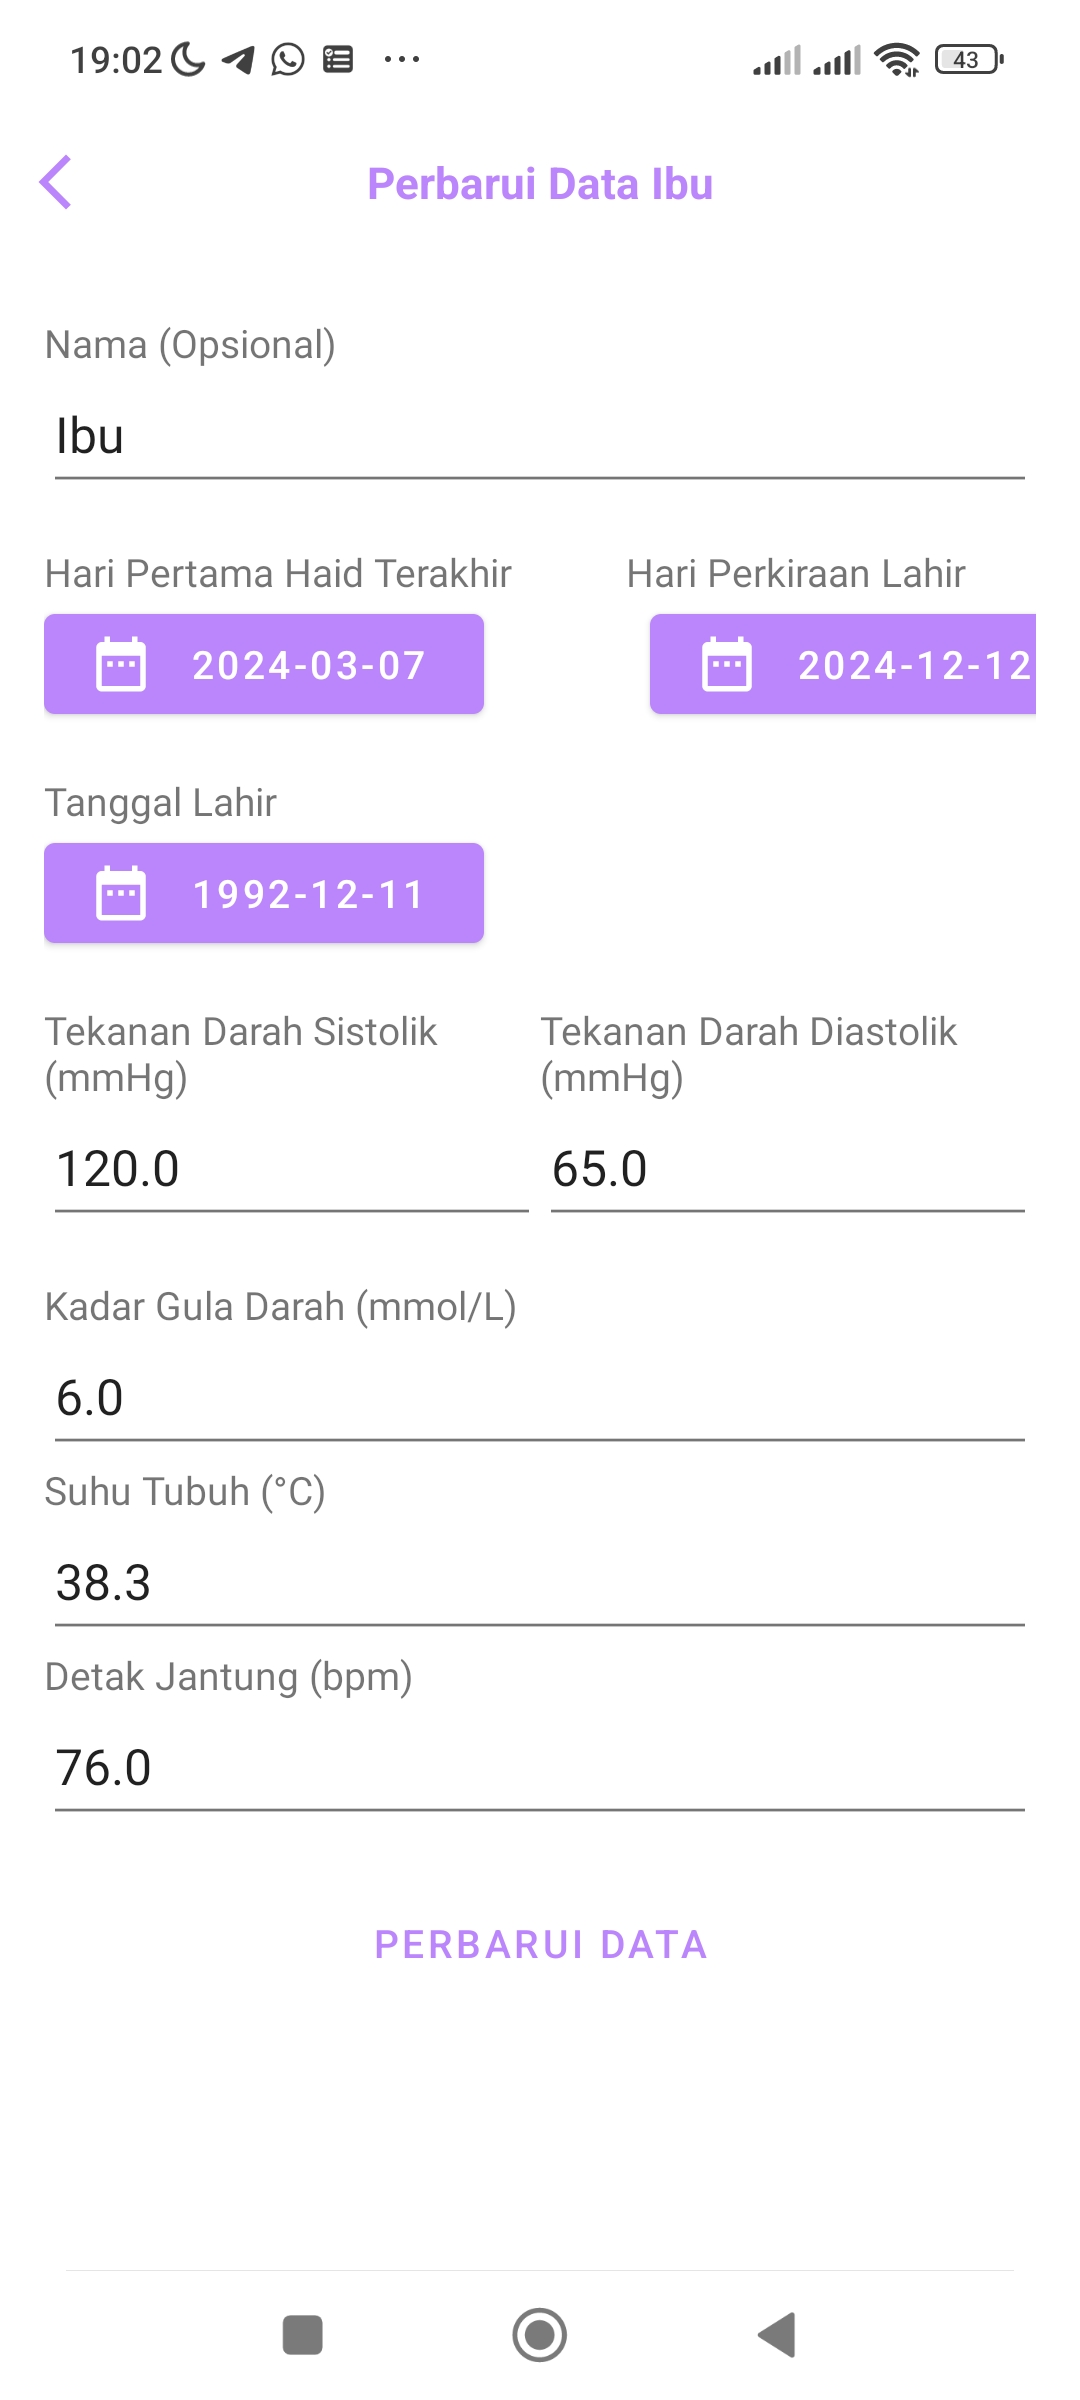 19:02
43
Perbarui Data Ibu
Nama (Opsional)
Ibu
Hari Pertama Haid Terakhir
Hari Perkiraan Lahir
2024-03-07
2024-12-12
Tanggal Lahir
1992-12-11
Tekanan Darah Sistolik
(mmHg)
Tekanan Darah Diastolik
(mmHg)
120.0
65.0
Kadar Gula Darah (mmol/L)
6.0
Suhu Tubuh (°C)
38.3
Detak Jantung (bpm)
76.0
PERBARUI DATA